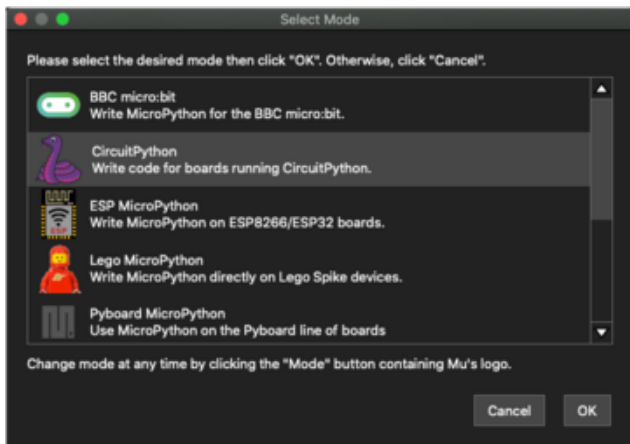 Select Mode
Please select the desired mode then click "OK". Otherwise, click "Cancel".
BBC micro:bit
Write MicroPython for the BBC micro:bit.
CircuitPython
Write code for boards running CircuitPython.
ESP
ESP MicroPython
Write MicroPython on ESP8266/ESP32 boards.
Lego MicroPython
Write MicroPython directly on Lego Spike devices.
Pyboard MicroPython
Use MicroPython on the Pyboard line of boards
Change mode at any time by clicking the "Mode" button containing Mu's logo.
Cancel
OK